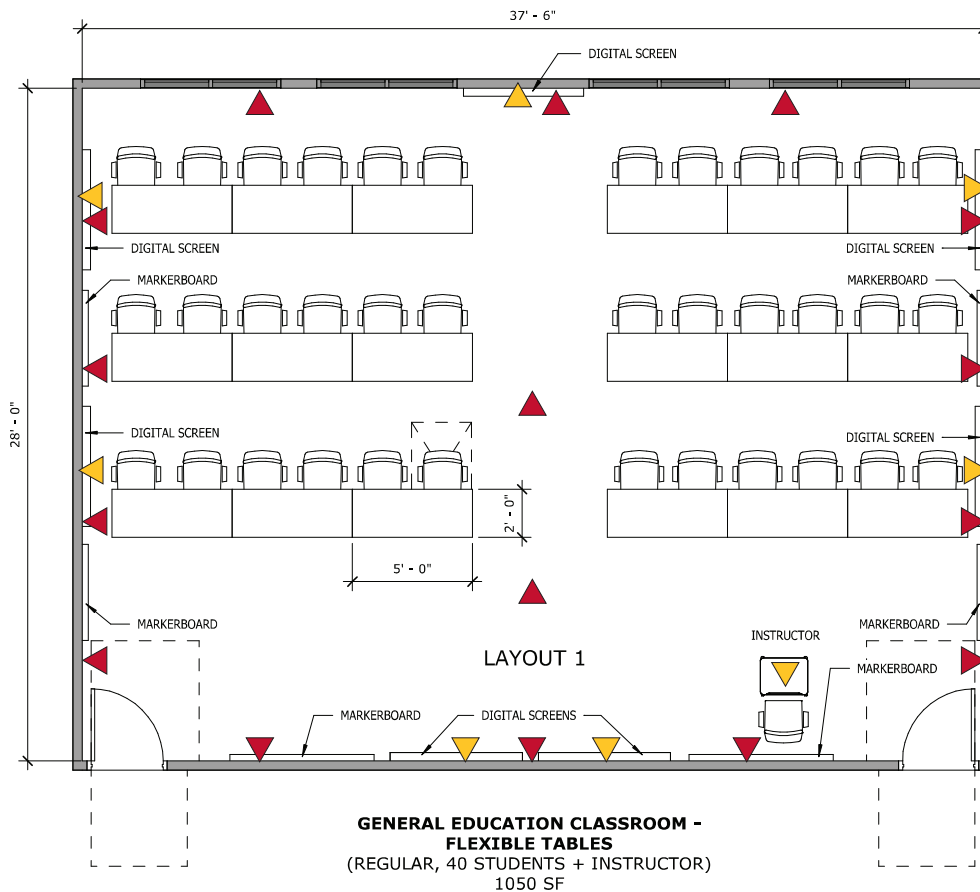 37' - 6"
DIGITAL SCREEN
DIGITAL SCREEN
DIGITAL SCREEN
MARKERBOARD
MARKERBOARD
28' - 0"
DIGITAL SCREEN
DIGITAL SCREEN
2' - 0"
5' - 0"
MARKERBOARD
MARKERBOARD
INSTRUCTOR
LAYOUT 1
MARKERBOARD
MARKERBOARD
DIGITAL SCREENS
GENERAL EDUCATION CLASSROOM -
FLEXIBLE TABLES
(REGULAR, 40 STUDENTS + INSTRUCTOR)
1050 SF